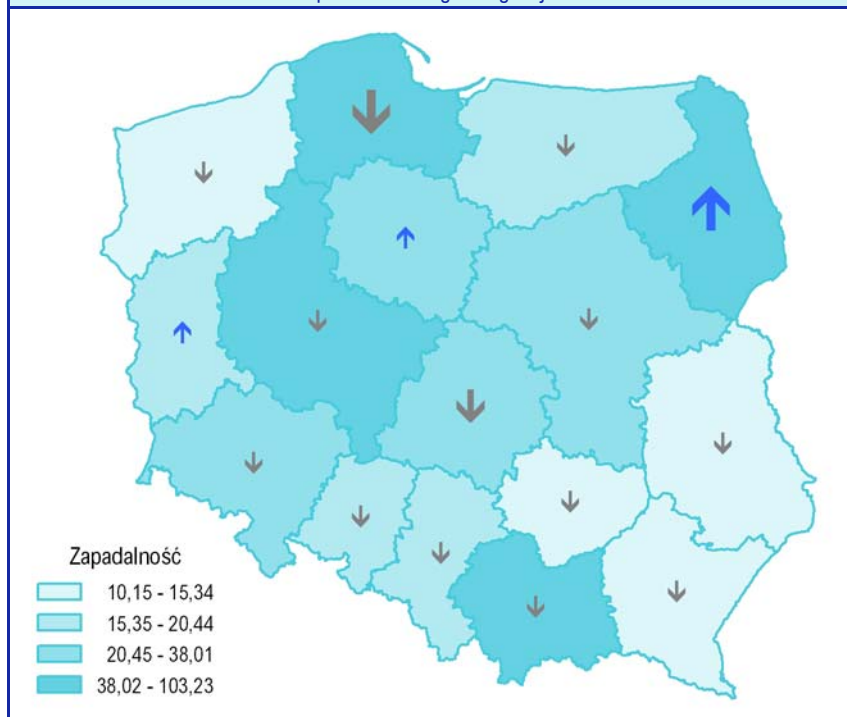 Zapadalność
10,15 - 15,34
15,35 - 20,44
20,45 - 38,01
38,02 - 103,23